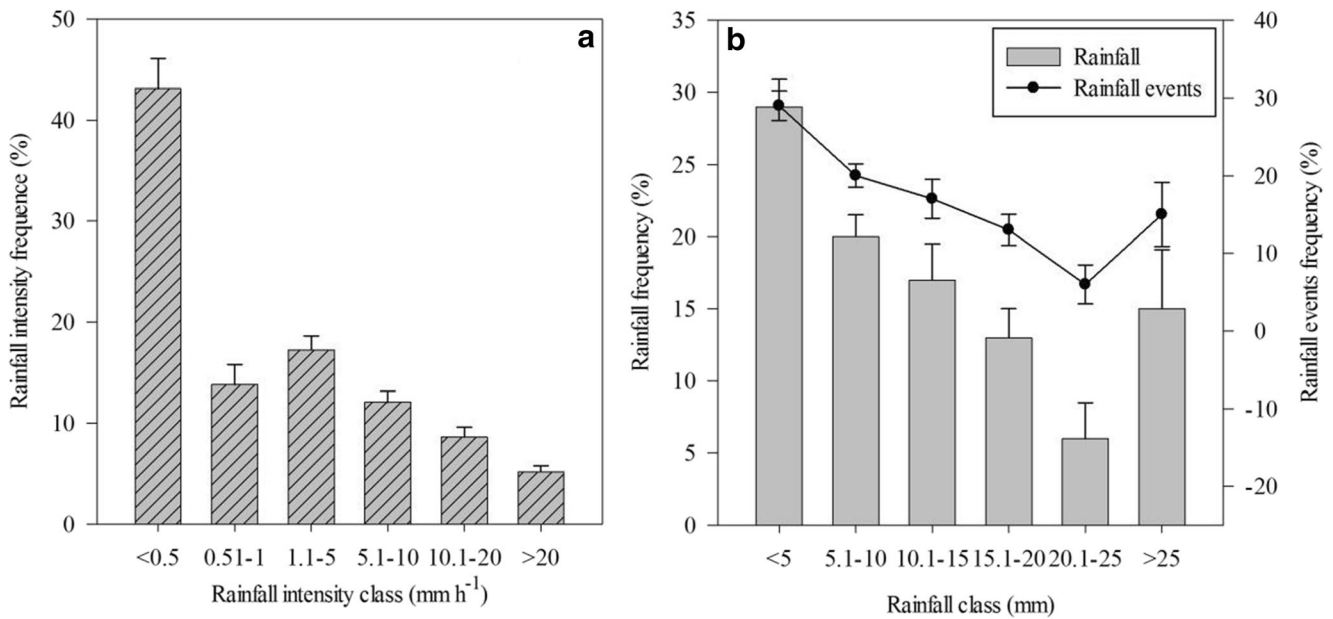 a
50
40
30
20
10
0
Rainfall intensity frequence (%)
<0.5 0.51-1 1.1-5 5.1-10 10.1-20 >20
Rainfall intensity class (mm h⁻¹)
b
Rainfall
Rainfall events
35
30
25
20
15
10
5
0
Rainfall frequency (%)
40
30
20
10
0
-10
-20
Rainfall events frequency (%)
<5 5.1-10 10.1-15 15.1-20 20.1-25 >25
Rainfall class (mm)